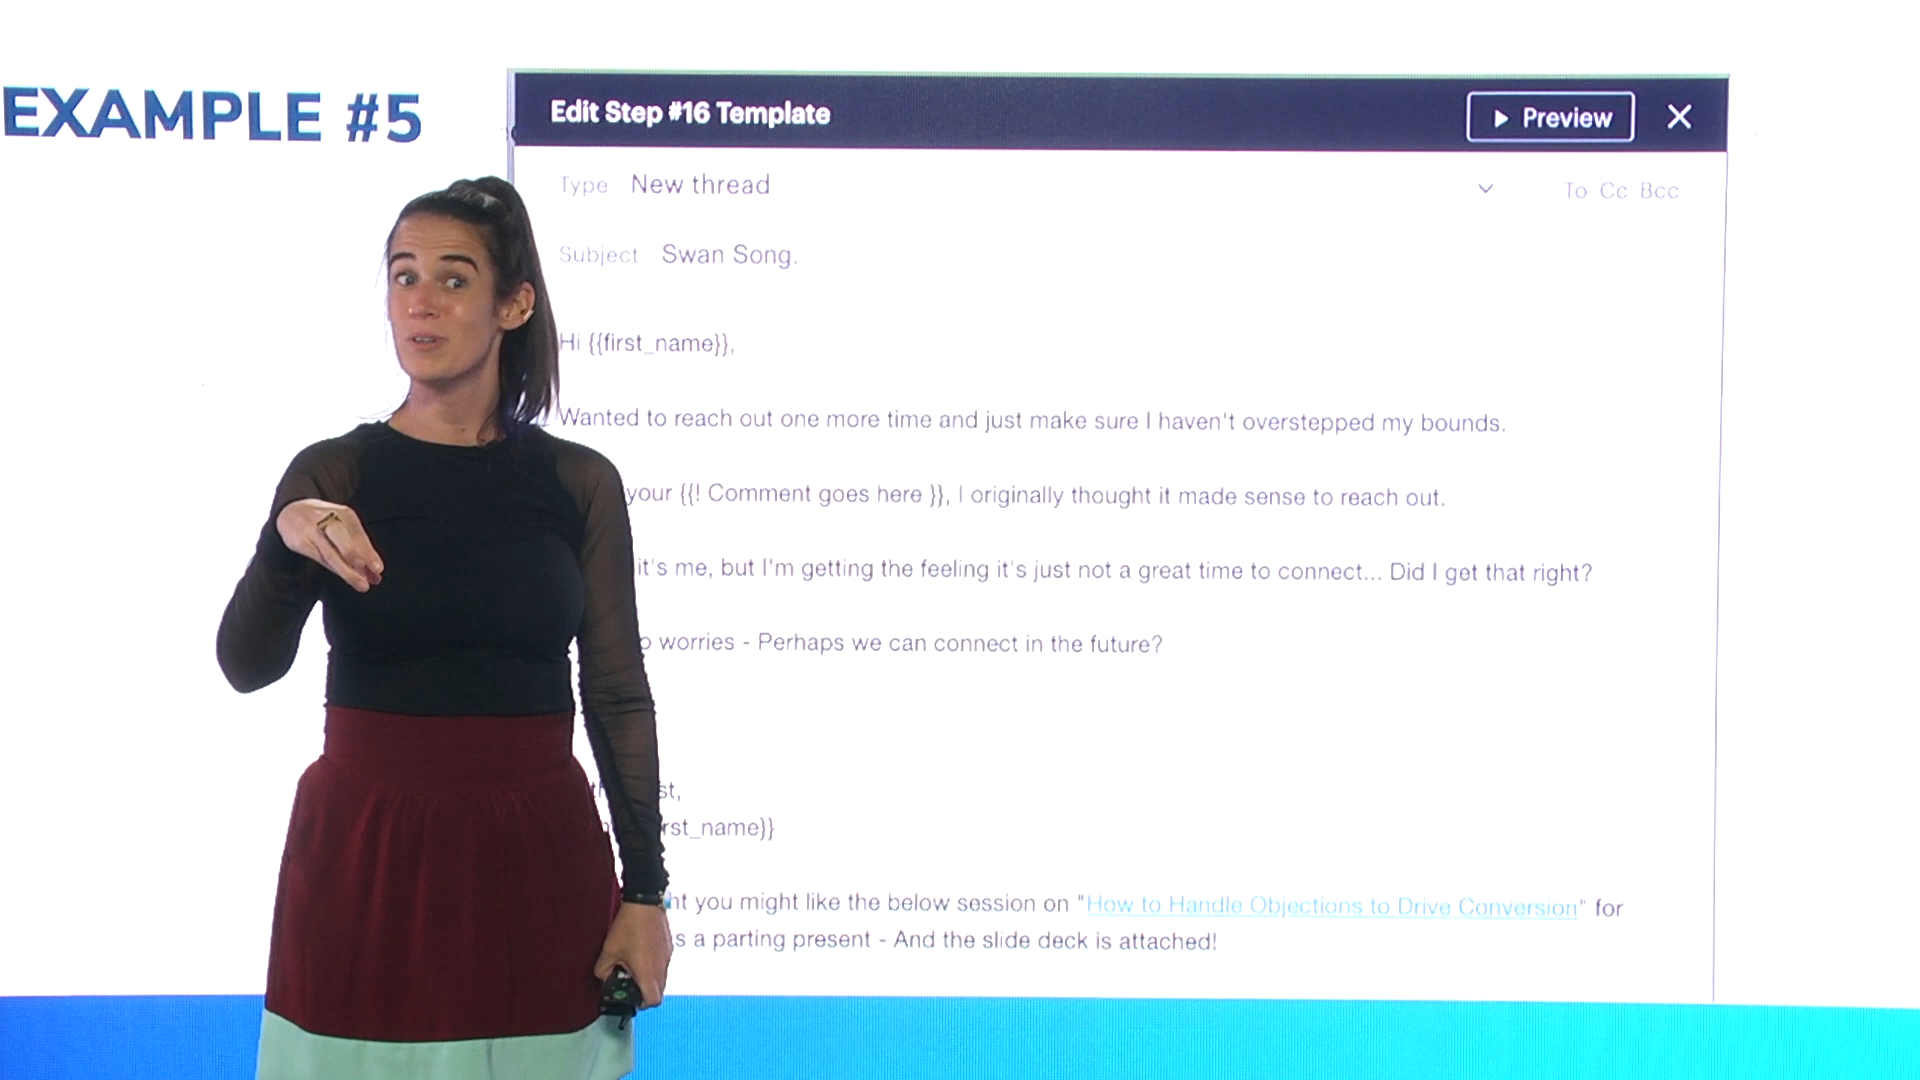 EXAMPLE #5
Edit Step #16 Template
Preview
Type New thread
To Cc Bcc
Subject Swan Song.
Hi {{first_name}},
Wanted to reach out one more time and just make sure I haven't overstepped my bounds.
your {{! Comment goes here }}, I originally thought it made sense to reach out.
it's me, but I'm getting the feeling it's just not a great time to connect... Did I get that right?
worries - Perhaps we can connect in the future?
you might like the below session on "How to Handle Objections to Drive Conversion" for
a parting present - And the slide deck is attached!